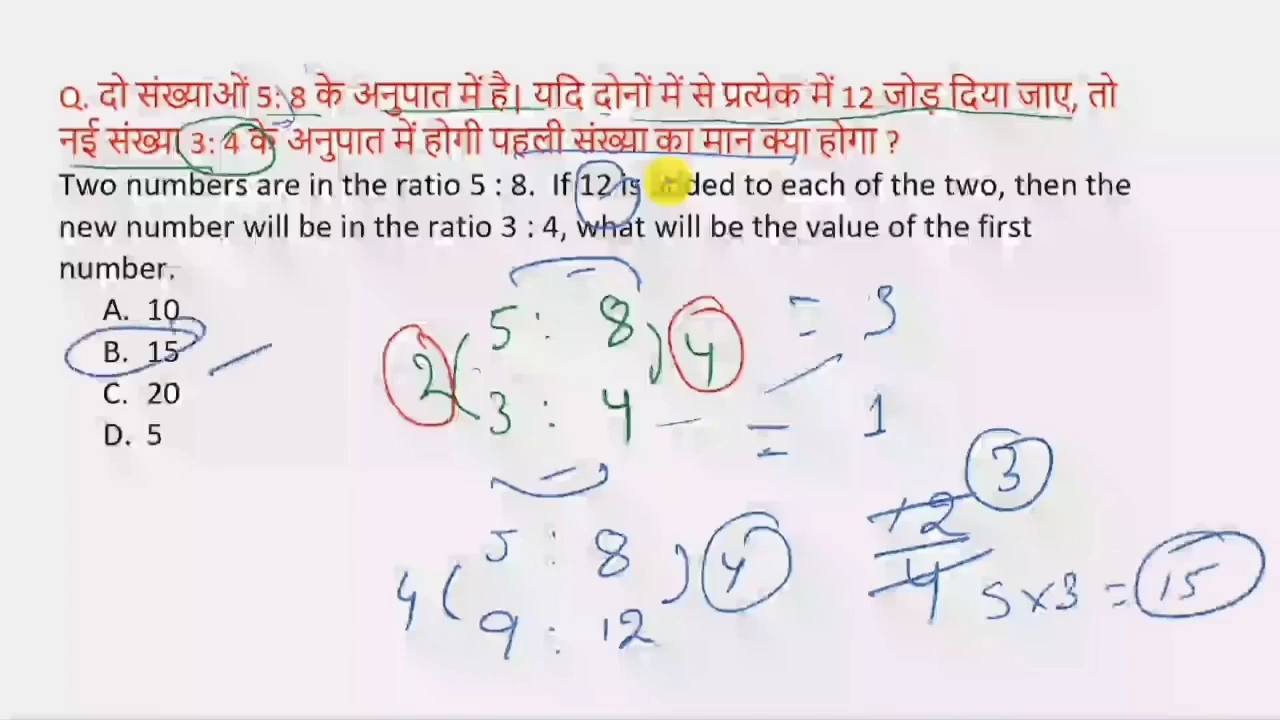 Q. दो संख्याओं 5: 8 के अनुपात में है। यदि दोनों में से प्रत्येक में 12 जोड़ दिया जाए, तो
नई संख्या 3: 4 के अनुपात में होगी पहली संख्या का मान क्या होगा ?
Two numbers are in the ratio 5 : 8. If 12 is added to each of the two, then the
new number will be in the ratio 3 : 4, what will be the value of the first
number.
A. 10
B. 15
C. 20
D. 5
2 ( 5 : 8 ) 4 = 3
3 : 4 = 1
5 : 8
4 ( ) 4
9 : 12
12
4
3
5 x 3 = 15